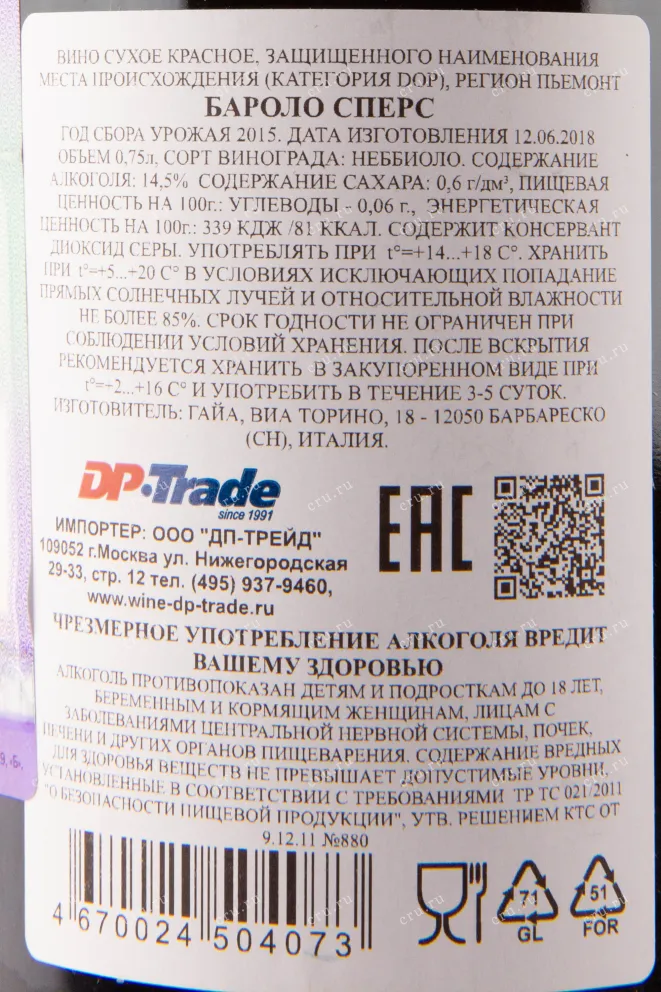 ВИНО СУХОЕ КРАСНОЕ, ЗАЩИЩЕННОГО НАИМЕНОВАНИЯ
МЕСТА ПРОИСХОЖДЕНИЯ (КАТЕГОРИЯ DOP), РЕГИОН ПЬЕМОНТ
БАРОЛО СПЕРС
ГОД СБОРА УРОЖАЯ 2015. ДАТА ИЗГОТОВЛЕНИЯ 12.06.2018
ОБЪЕМ 0,75л, СОРТ ВИНОГРАДА: НЕББИОЛО. СОДЕРЖАНИЕ
АЛКОГОЛЯ: 14,5% СОДЕРЖАНИЕ САХАРА: 0,6 г/дм³, ПИЩЕВАЯ
ЦЕННОСТЬ НА 100г.: УГЛЕВОДЫ - 0,06 г., ЭНЕРГЕТИЧЕСКАЯ
ЦЕННОСТЬ НА 100г.: 339 КДЖ /81 ККАЛ. СОДЕРЖИТ КОНСЕРВАНТ
ДИОКСИД СЕРЫ. УПОТРЕБЛЯТЬ ПРИ t°=+14...+18 С°. ХРАНИТЬ
ПРИ t°=+5...+20 С° В УСЛОВИЯХ ИСКЛЮЧАЮЩИХ ПОПАДАНИЕ
ПРЯМЫХ СОЛНЕЧНЫХ ЛУЧЕЙ И ОТНОСИТЕЛЬНОЙ ВЛАЖНОСТИ
НЕ БОЛЕЕ 85%. СРОК ГОДНОСТИ НЕ ОГРАНИЧЕН ПРИ
СОБЛЮДЕНИИ УСЛОВИЙ ХРАНЕНИЯ. ПОСЛЕ ВСКРЫТИЯ
РЕКОМЕНДУЕТСЯ ХРАНИТЬ В ЗАКУПОРЕННОМ ВИДЕ ПРИ
t°=+2...+16 С° И УПОТРЕБИТЬ В ТЕЧЕНИЕ 3-5 СУТОК.
ИЗГОТОВИТЕЛЬ: ГАЙА, ВИА ТОРИНО, 18 - 12050 БАРБАРЕСКО
(СН), ИТАЛИЯ.
DP-Trade
since 1991
EAC
ИМПОРТЕР: ООО "ДП-ТРЕЙД"
109052 г.Москва ул. Нижегородская
29-33, стр. 12 тел. (495) 937-9460,
www.wine-dp-trade.ru
ЧРЕЗМЕРНОЕ УПОТРЕБЛЕНИЕ АЛКОГОЛЯ ВРЕДИТ
ВАШЕМУ ЗДОРОВЬЮ
АЛКОГОЛЬ ПРОТИВОПОКАЗАН ДЕТЯМ И ПОДРОСТКАМ ДО 18 ЛЕТ,
БЕРЕМЕННЫМ И КОРМЯЩИМ ЖЕНЩИНАМ, ЛИЦАМ С
ЗАБОЛЕВАНИЯМИ ЦЕНТРАЛЬНОЙ НЕРВНОЙ СИСТЕМЫ, ПОЧЕК,
ПЕЧЕНИ И ДРУГИХ ОРГАНОВ ПИЩЕВАРЕНИЯ. СОДЕРЖАНИЕ ВРЕДНЫХ
ДЛЯ ЗДОРОВЬЯ ВЕЩЕСТВ НЕ ПРЕВЫШАЕТ ДОПУСТИМЫЕ УРОВНИ,
УСТАНОВЛЕННЫЕ В СООТВЕТСТВИИ С ТРЕБОВАНИЯМИ ТР ТС 021/2011
"О БЕЗОПАСНОСТИ ПИЩЕВОЙ ПРОДУКЦИИ", УТВ. РЕШЕНИЕМ КТС ОТ
9.12.11 №880
4 670024 504073
71
GL
51
FOR
9, «Б».
cru.ru